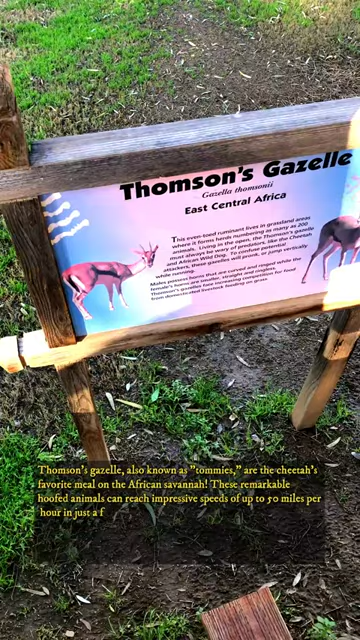 Thomson's Gazelle
Gazella thomsonii
East Central Africa
This even-toed ruminant lives in grassland areas
where it forms herds numbering as many as 200
animals. Living in the open, the Thomson's gazelle
must always be wary of predators, like the Cheetah
and African Wild Dog. To confuse potential
attackers, these gazelles will pronk, or jump vertically
while running.
Males possess horns that are curved and ringed while the
female's horns are smaller, straight and ringless.
Thomson's gazelles face increasing competition for food
from domesticated livestock feeding on grass.
Thomson's gazelle, also known as "tommies," are the cheetah's
favorite meal on the African savannah! These remarkable
hoofed animals can reach impressive speeds of up to 50 miles per
hour in just a f